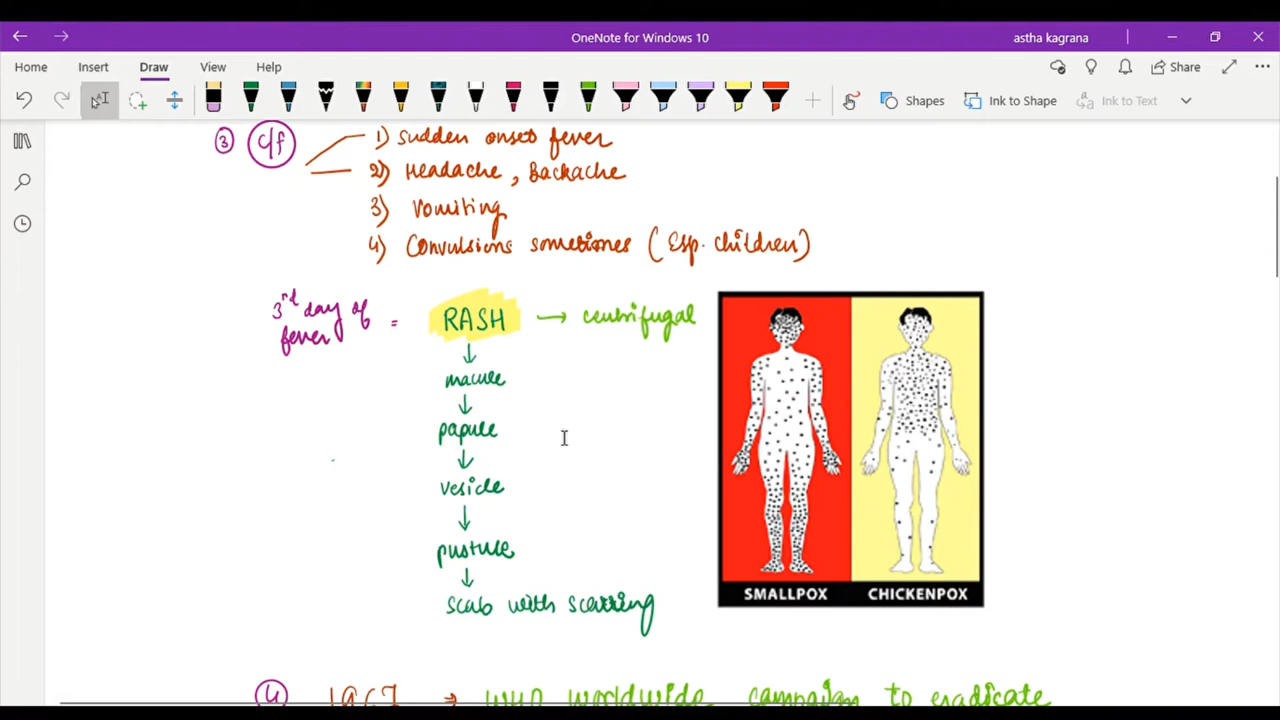 OneNote for Windows 10
astha kagrana
Home Insert Draw View Help
Share
Shapes
Ink to Shape
Ink to Text
③ c/f
1) Sudden onset fever
2) Headache, Backache
3) Vomiting
4) Convulsions sometimes (Esp. children)
3rd day of fever = RASH → centrifugal
↓
macule
↓
papule
↓
vesicle
↓
pustule
↓
scab with scarring
SMALLPOX
CHICKENPOX
④ 1967 → WHO worldwide campaign to eradicate